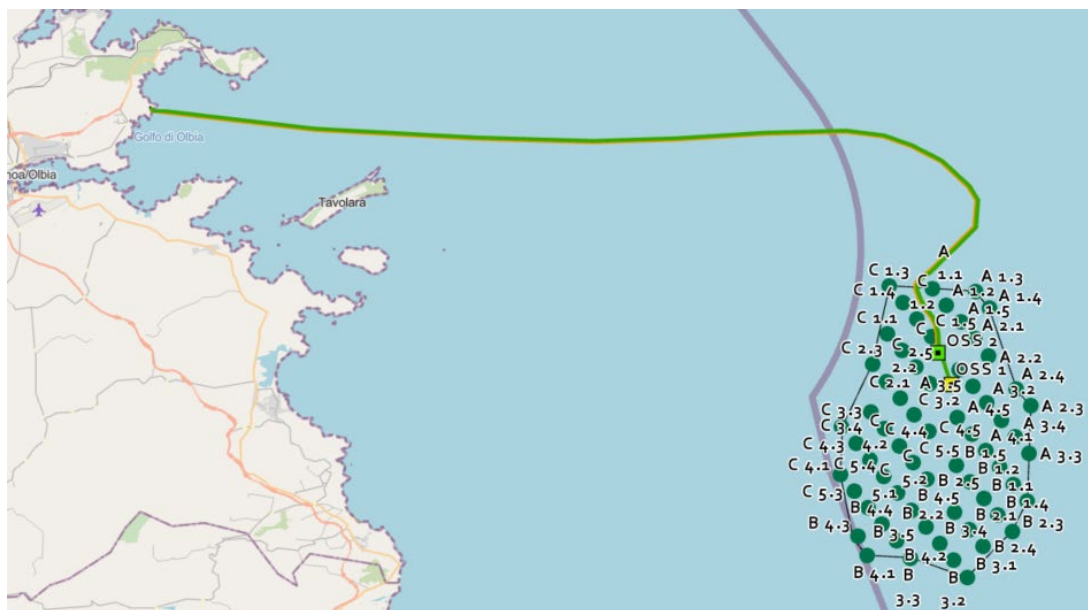 Golfo di Olbia
noa/Olbia
Tavolara
A
C 1.3
C 1.1
A 1.3
C 1.4
1.2
A 1.2
A 1.4
A 1.5
C 1.1
C
C 1.5
A 2.1
OSS 2
C 2.3
C 2.5
A 2.2
2.2
OSS 1
C 2.1
A 3.5
A 3.2
A 2.4
C 3.2
A 2.3
C 3.3
A 4.5
C 3.4
C
C 4.4
C 4.5
A 4.1
A 3.4
C 4.3
4.2
C 5.5
B 1.5
A 3.3
C 4.1
C 5.4
C
B 1.2
5.2
B 2.5
B 1.1
C 5.3
5.1
B 4.5
B 1.4
B 4.4
B 2.2
B 2.1
B 4.3
B 3.5
B 3.4
B 2.3
B 4.2
B 2.4
B 4.1
B
B
B 3.1
3.3
3.2